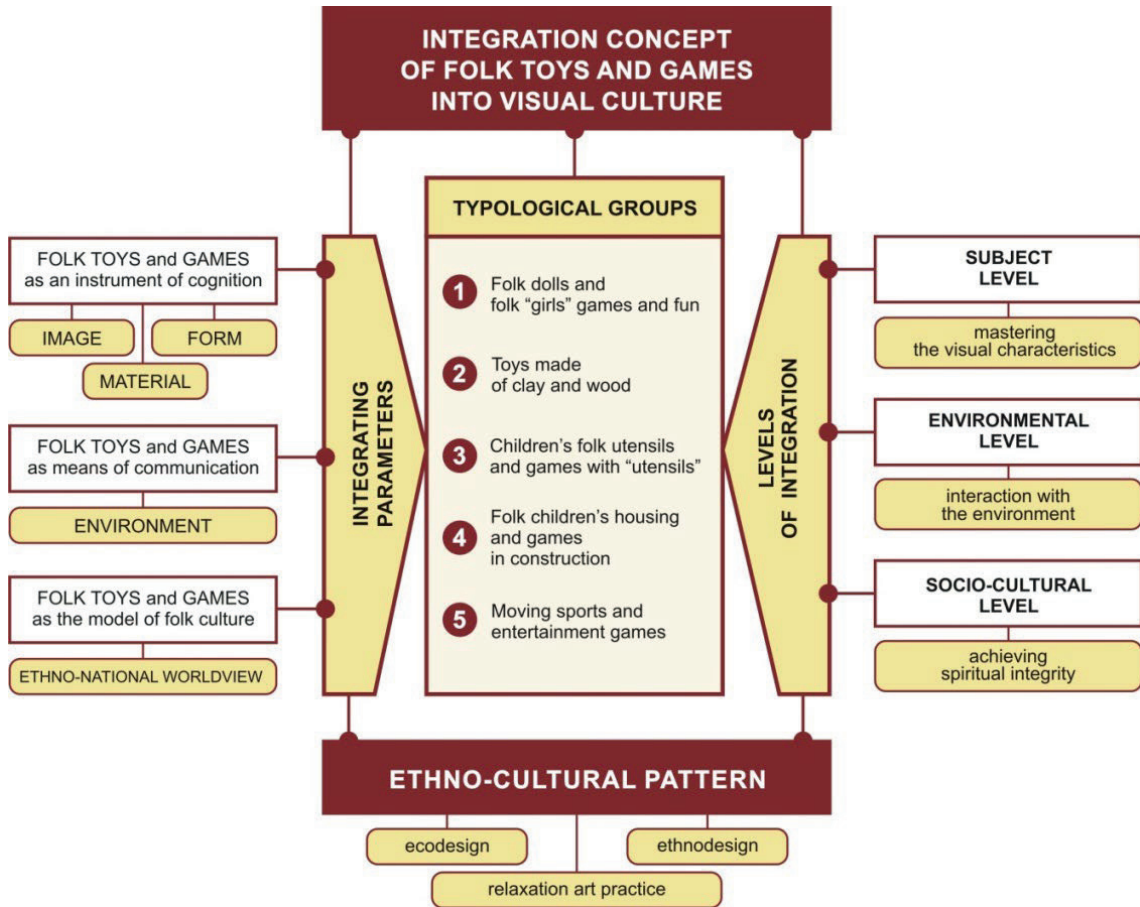 INTEGRATION CONCEPT
OF FOLK TOYS AND GAMES
INTO VISUAL CULTURE
FOLK TOYS and GAMES
as an instrument of cognition
IMAGE
FORM
MATERIAL
FOLK TOYS and GAMES
as means of communication
ENVIRONMENT
FOLK TOYS and GAMES
as the model of folk culture
ETHNO-NATIONAL WORLDVIEW
INTEGRATING
PARAMETERS
TYPOLOGICAL GROUPS
1 Folk dolls and
folk “girls” games and fun
2 Toys made
of clay and wood
3 Children’s folk utensils
and games with “utensils”
4 Folk children’s housing
and games
in construction
5 Moving sports and
entertainment games
LEVELS
OF INTEGRATION
SUBJECT
LEVEL
mastering
the visual characteristics
ENVIRONMENTAL
LEVEL
interaction with
the environment
SOCIO-CULTURAL
LEVEL
achieving
spiritual integrity
ETHNO-CULTURAL PATTERN
ecodesign
ethnodesign
relaxation art practice